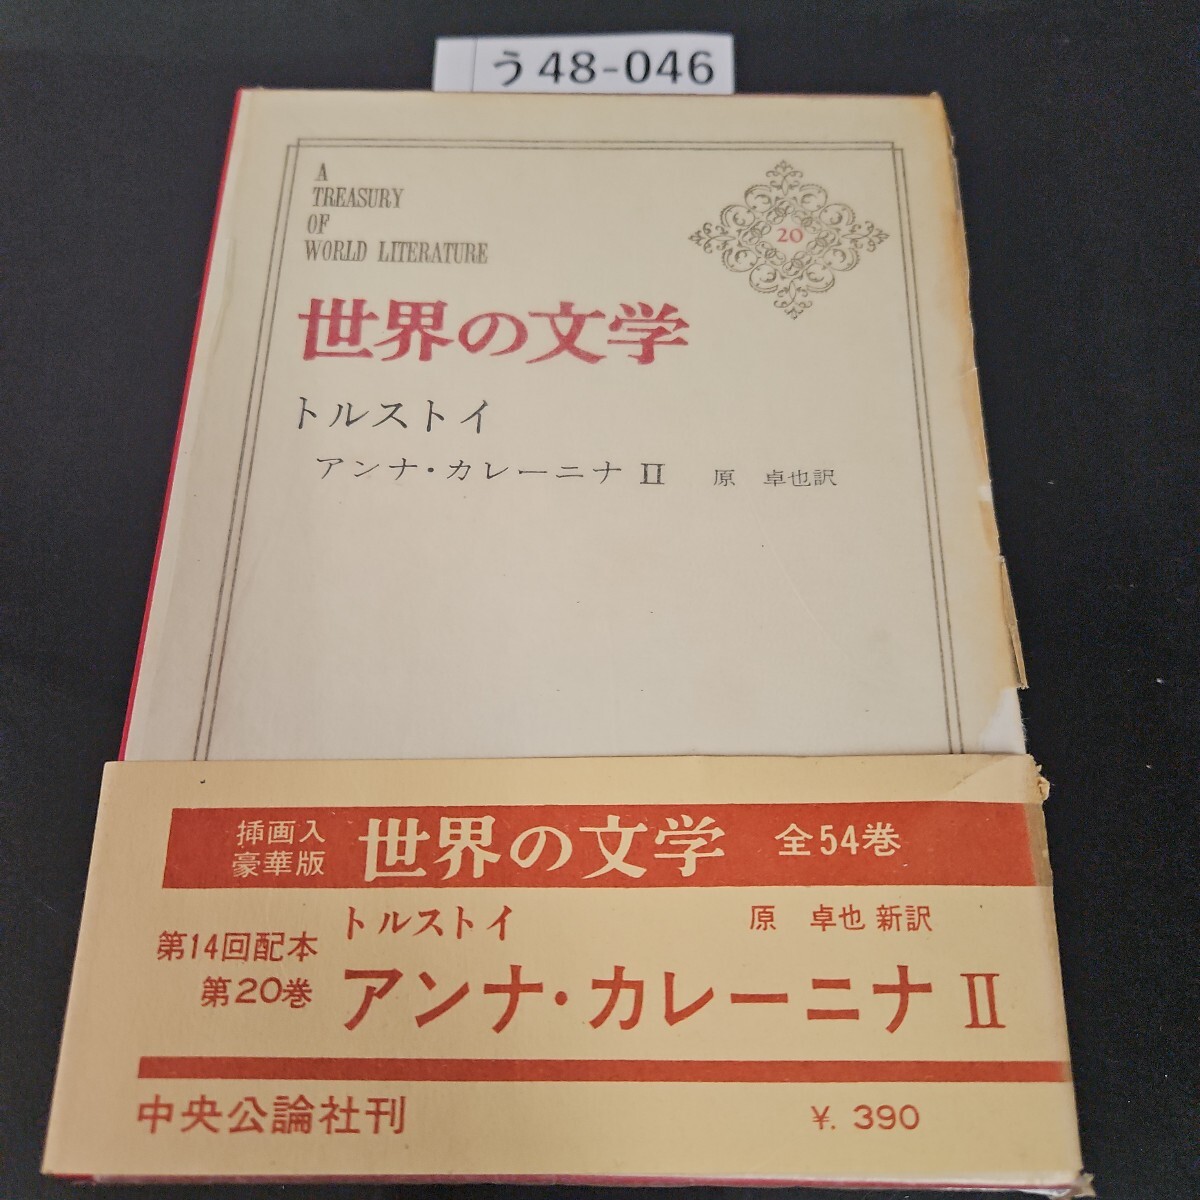 う48-046
A
TREASURY
OF
WORLD LITERATURE
20
世界の文学
トルストイ
アンナ・カレーニナ II 原 卓也訳
挿画入
豪華版
世界の文学 全54巻
トルストイ 原 卓也 新訳
第14回配本
第20巻
アンナ・カレーニナ II
中央公論社刊 ¥. 390